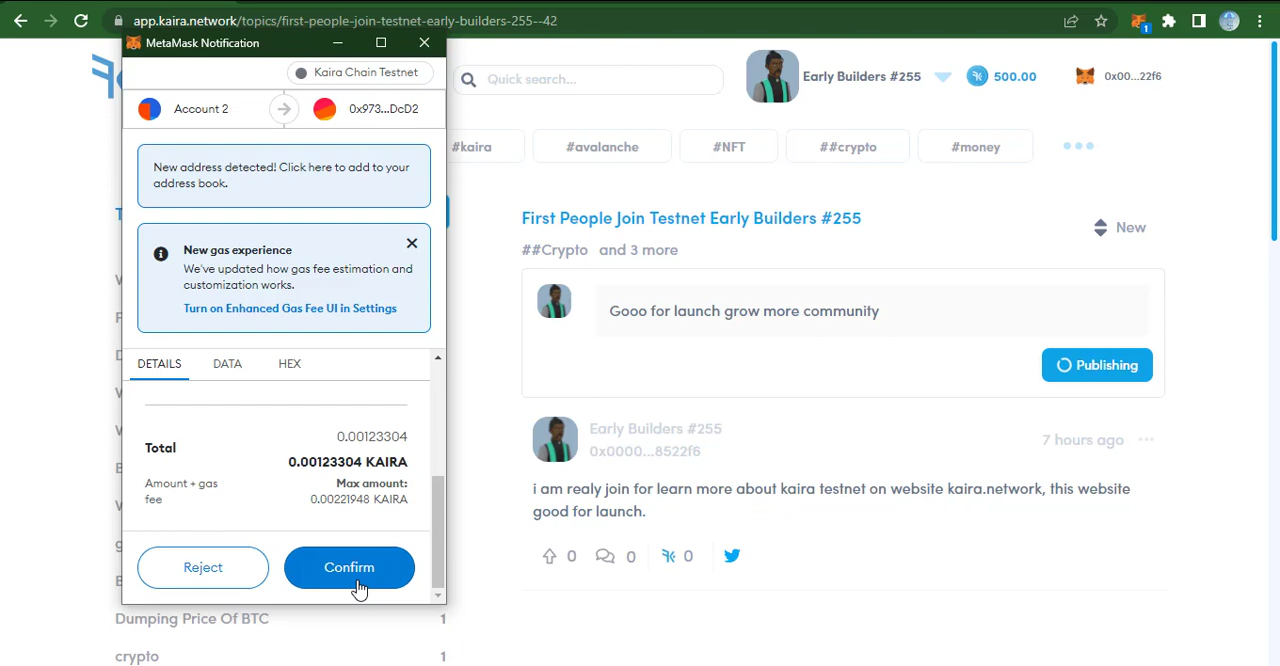 app.kaira.network/topics/first-people-join-testnet-early-builders-255--42
1
MetaMask Notification
Kaira Chain Testnet
Account 2
0x973...DcD2
New address detected! Click here to add to your
address book.
New gas experience
We've updated how gas fee estimation and
customization works.
Turn on Enhanced Gas Fee UI in Settings
DETAILS DATA HEX
0.00123304
Total
0.00123304 KAIRA
Amount + gas
fee
Max amount:
0.00221948 KAIRA
Reject Confirm
Dumping Price Of BTC 1
crypto 1
Quick search...
Early Builders #255
500.00
0x00...22f6
#kaira #avalanche #NFT ##crypto #money
First People Join Testnet Early Builders #255
New
##Crypto and 3 more
Gooo for launch grow more community
Publishing
Early Builders #255
0x0000...8522f6
7 hours ago
i am realy join for learn more about kaira testnet on website kaira.network, this website
good for launch.
0 0 0